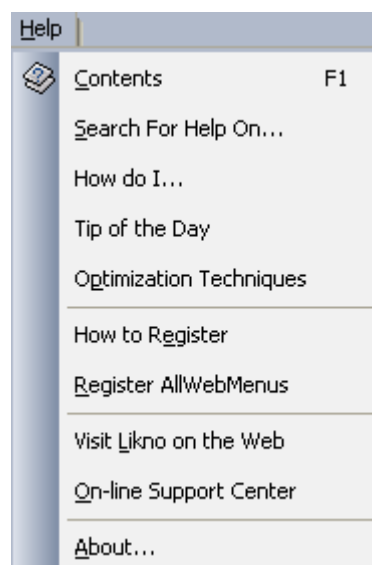 Help
Contents F1
Search For Help On...
How do I...
Tip of the Day
Optimization Techniques
How to Register
Register AllWebMenus
Visit Likno on the Web
On-line Support Center
About...